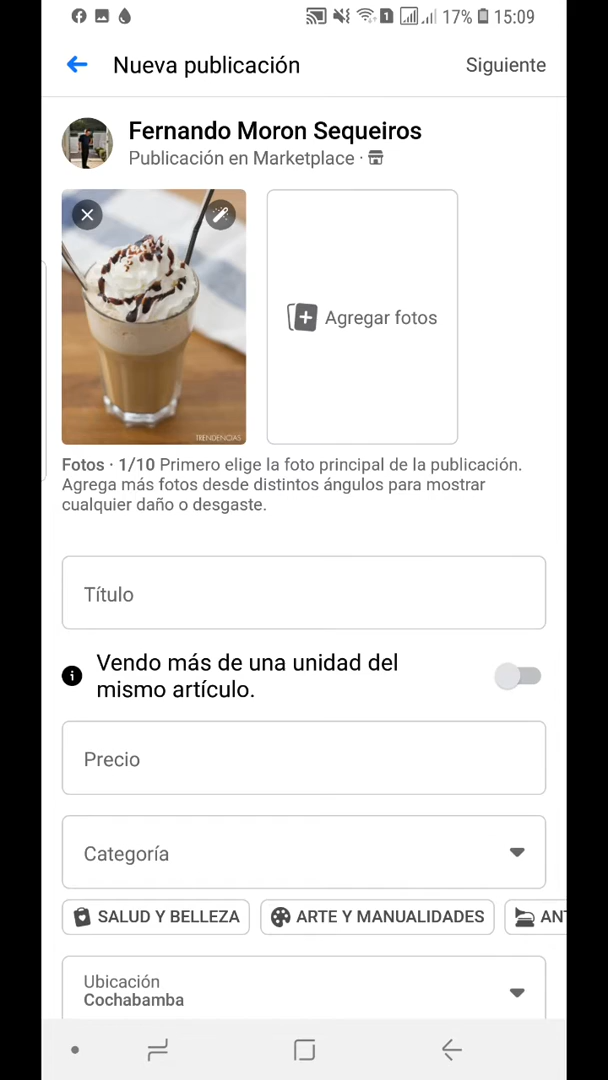 17% 15:09
Nueva publicación
Siguiente
Fernando Moron Sequeiros
Publicación en Marketplace ·
Agregar fotos
TRENDENCIAS
Fotos · 1/10 Primero elige la foto principal de la publicación.
Agrega más fotos desde distintos ángulos para mostrar
cualquier daño o desgaste.
Título
Vendo más de una unidad del
mismo artículo.
Precio
Categoría
SALUD Y BELLEZA
ARTE Y MANUALIDADES
ANT
Ubicación
Cochabamba